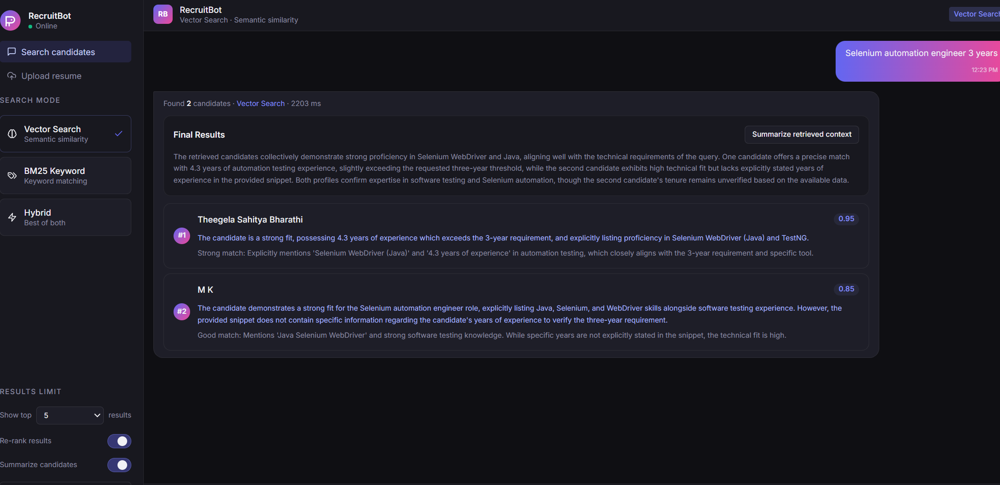 RecruitBot
Online
Search candidates
Upload resume
SEARCH MODE
Vector Search
Semantic similarity
BM25 Keyword
Keyword matching
Hybrid
Best of both
RESULTS LIMIT
Show top 5 results
Re-rank results
Summarize candidates
RB
RecruitBot
Vector Search · Semantic similarity
Vector Search
Selenium automation engineer 3 years
12:23 PM
Found 2 candidates · Vector Search · 2203 ms
Final Results
Summarize retrieved context
The retrieved candidates collectively demonstrate strong proficiency in Selenium WebDriver and Java, aligning well with the technical requirements of the query. One candidate offers a precise match
with 4.3 years of automation testing experience, slightly exceeding the requested three-year threshold, while the second candidate exhibits high technical fit but lacks explicitly stated years of
experience in the provided snippet. Both profiles confirm expertise in software testing and Selenium automation, though the second candidate's tenure remains unverified based on the available data.
Theegela Sahitya Bharathi
0.95
#1
The candidate is a strong fit, possessing 4.3 years of experience which exceeds the 3-year requirement, and explicitly listing proficiency in Selenium WebDriver (Java) and TestNG.
Strong match: Explicitly mentions 'Selenium WebDriver (Java)' and '4.3 years of experience' in automation testing, which closely aligns with the 3-year requirement and specific tool.
M K
0.85
#2
The candidate demonstrates a strong fit for the Selenium automation engineer role, explicitly listing Java, Selenium, and WebDriver skills alongside software testing experience. However, the
provided snippet does not contain specific information regarding the candidate's years of experience to verify the three-year requirement.
Good match: Mentions 'Java Selenium WebDriver' and strong software testing knowledge. While specific years are not explicitly stated in the snippet, the technical fit is high.